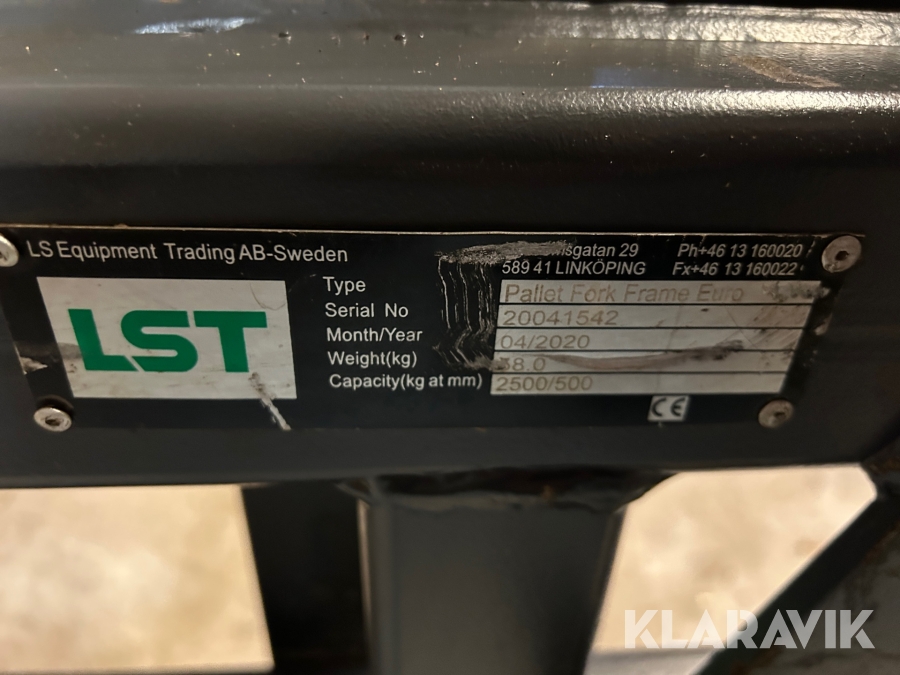 LS Equipment Trading AB-Sweden
29
589 41 LINKÖPING
Ph+46 13 160020
Fx+46 13 160022
LST
Type Pallet Fork Frame Euro
Serial No 20041542
Month/Year 04/2020
Weight(kg)
Capacity(kg at mm) 2500/500
CE
KLARAVIK